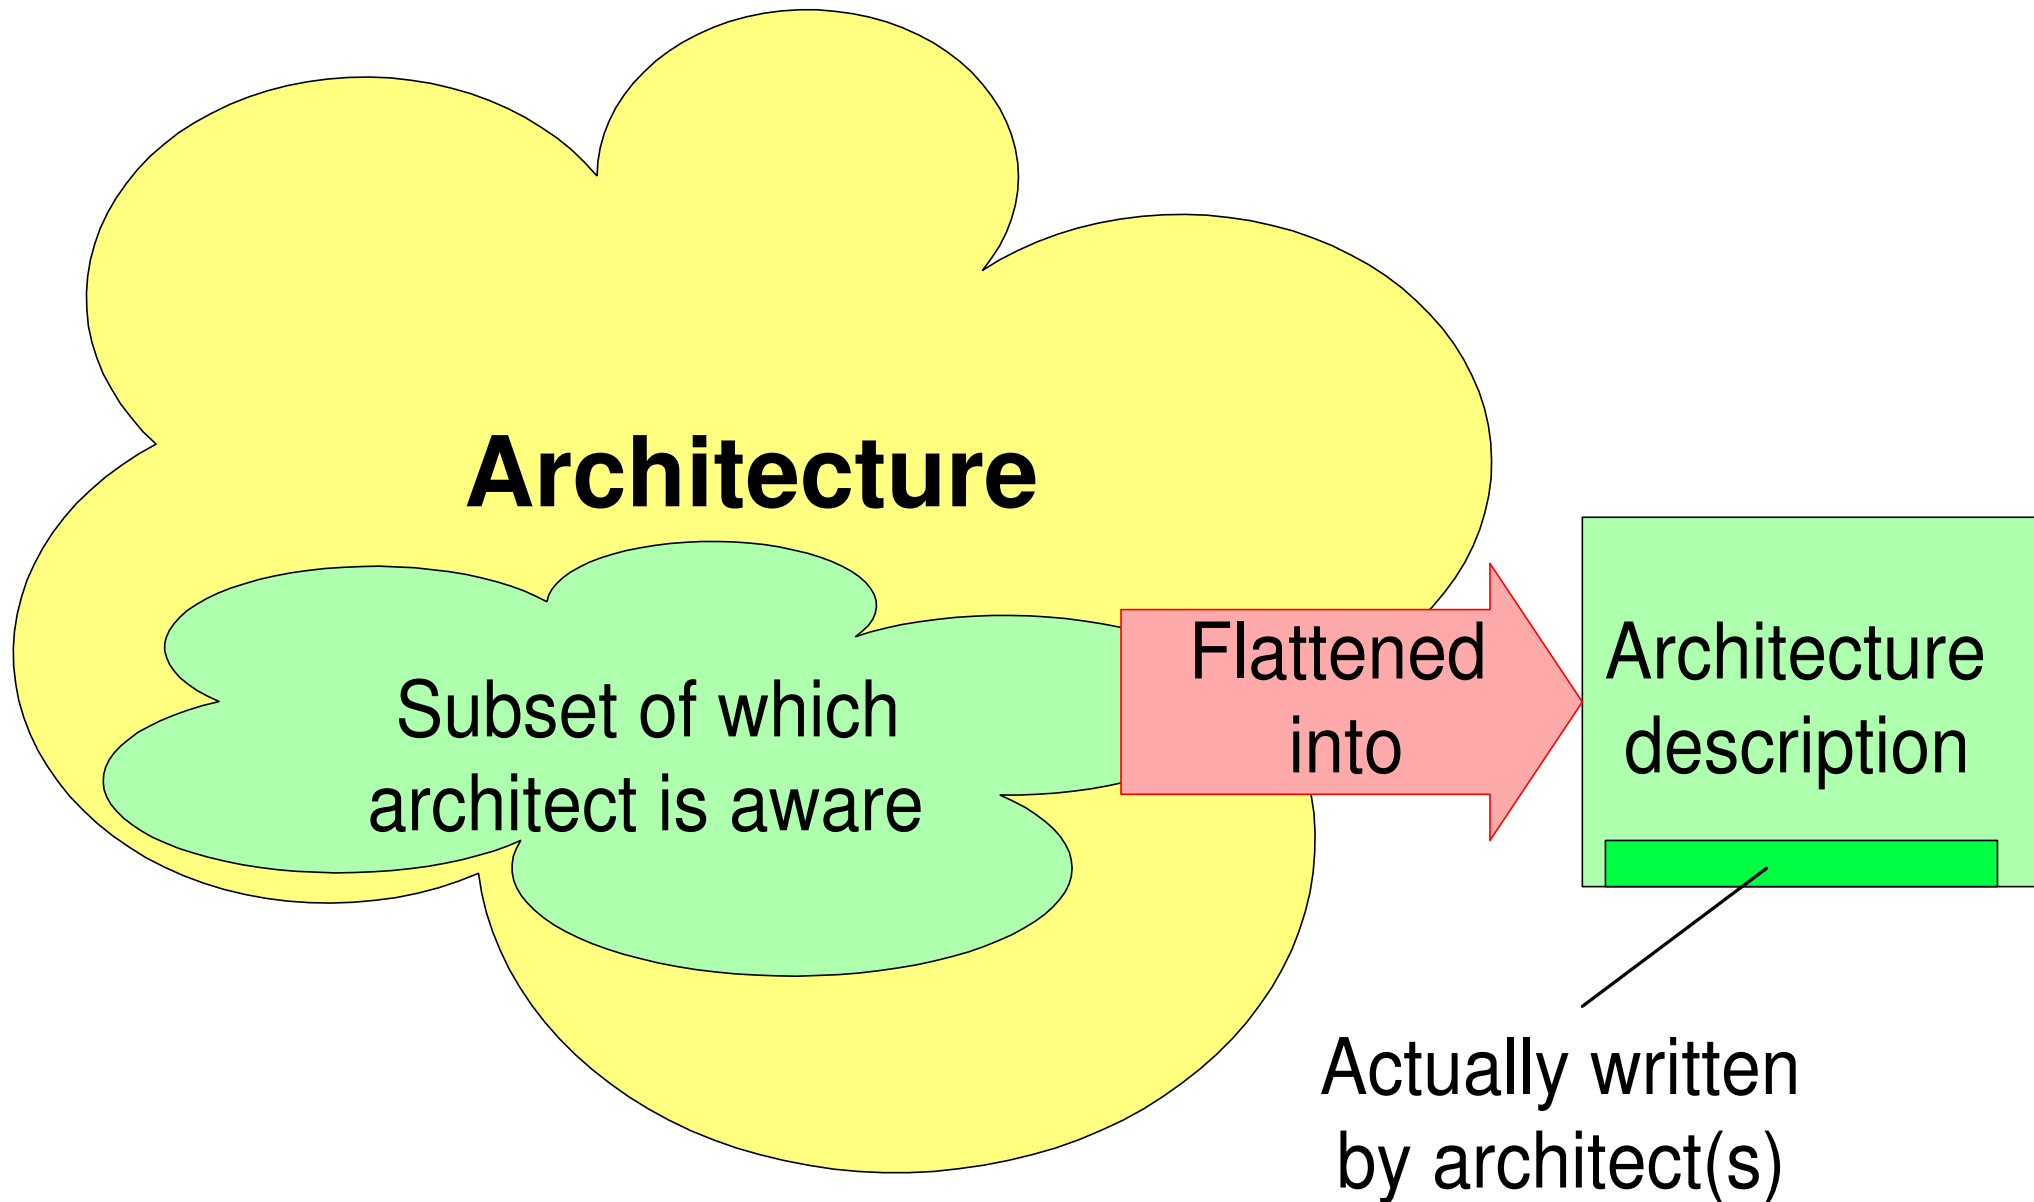 Architecture
Subset of which
architect is aware
Flattened
into
Architecture
description
Actually written
by architect(s)